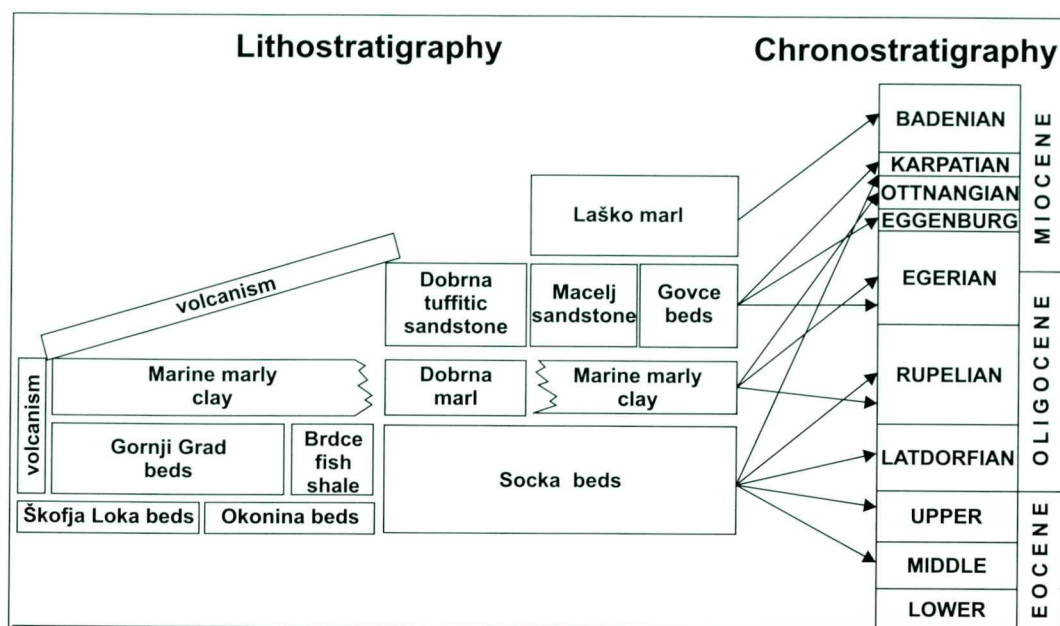 Lithostratigraphy
Chronostratigraphy
BADENIAN
KARPATIAN
OTTNANGIAN
EGGENBURG
EGERIAN
RUPELIAN
LATDORFIAN
UPPER
MIDDLE
LOWER
MIOCENE
OLIGOCENE
EOCENE
Laško marl
volcanism
Dobrna
tuffitic
sandstone
Macelj
sandstone
Govce
beds
volcanism
Marine marly
clay
Dobrna
marl
Marine marly
clay
Gornji Grad
beds
Brdce
fish
shale
Socka beds
Škofja Loka beds
Okonina beds